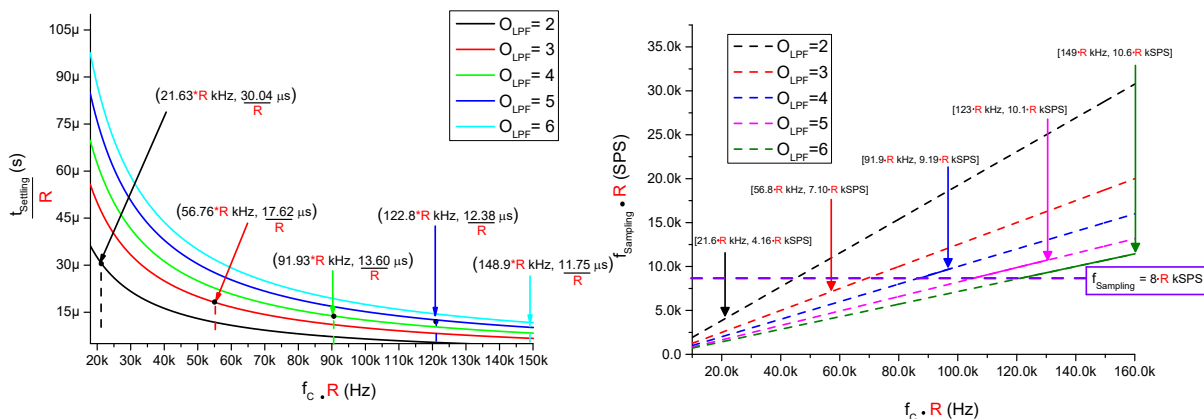 105µ
90µ
75µ
60µ
45µ
30µ
15µ
t_Settling (s)
R
O_LPF = 2
O_LPF = 3
O_LPF = 4
O_LPF = 5
O_LPF = 6
(21.63*R kHz, 30.04 µs)
R
(56.76*R kHz, 17.62 µs)
R
(122.8*R kHz, 12.38 µs)
R
(91.93*R kHz, 13.60 µs)
R
(148.9*R kHz, 11.75 µs)
R
20k 30k 40k 50k 60k 70k 80k 90k 100k 110k 120k 130k 140k 150k
f_C · R (Hz)
35.0k
30.0k
25.0k
20.0k
15.0k
10.0k
5.0k
0.0
f_Sampling · R (SPS)
O_LPF=2
O_LPF=3
O_LPF=4
O_LPF=5
O_LPF=6
[149·R kHz, 10.6·R kSPS]
[123·R kHz, 10.1·R kSPS]
[91.9·R kHz, 9.19·R kSPS]
[56.8·R kHz, 7.10·R kSPS]
[21.6·R kHz, 4.16·R kSPS]
f_Sampling = 8·R kSPS
20.0k 40.0k 60.0k 80.0k 100.0k 120.0k 140.0k 160.0k
f_C · R (Hz)